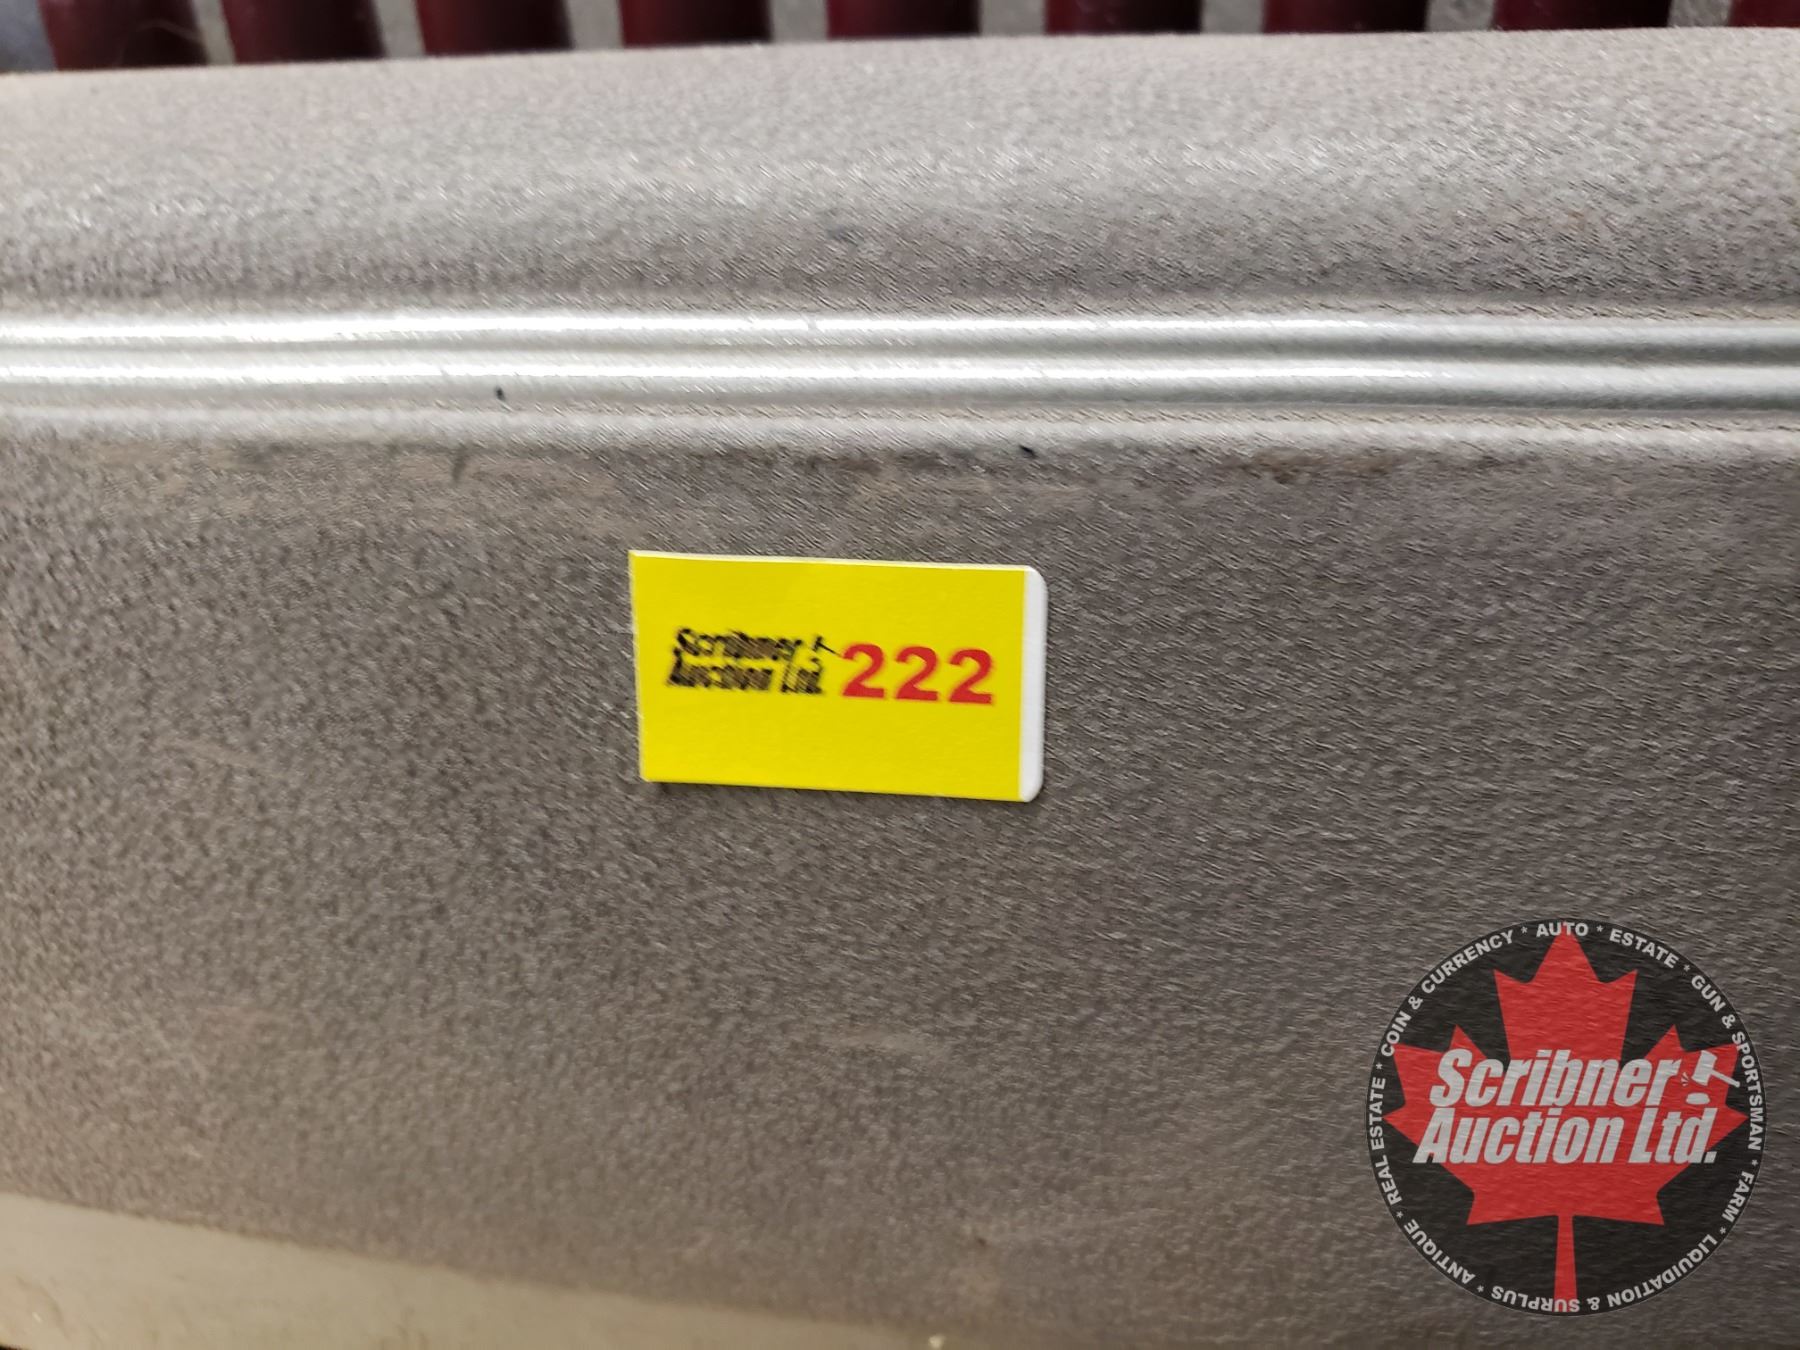 Scribner
Auction Ltd. 222
COIN & CURRENCY * AUTO * ESTATE * GUN & SPORTSMAN * FARM * LIQUIDATION & SURPLUS * ANTIQUE * REAL ESTATE *
Scribner
Auction Ltd.